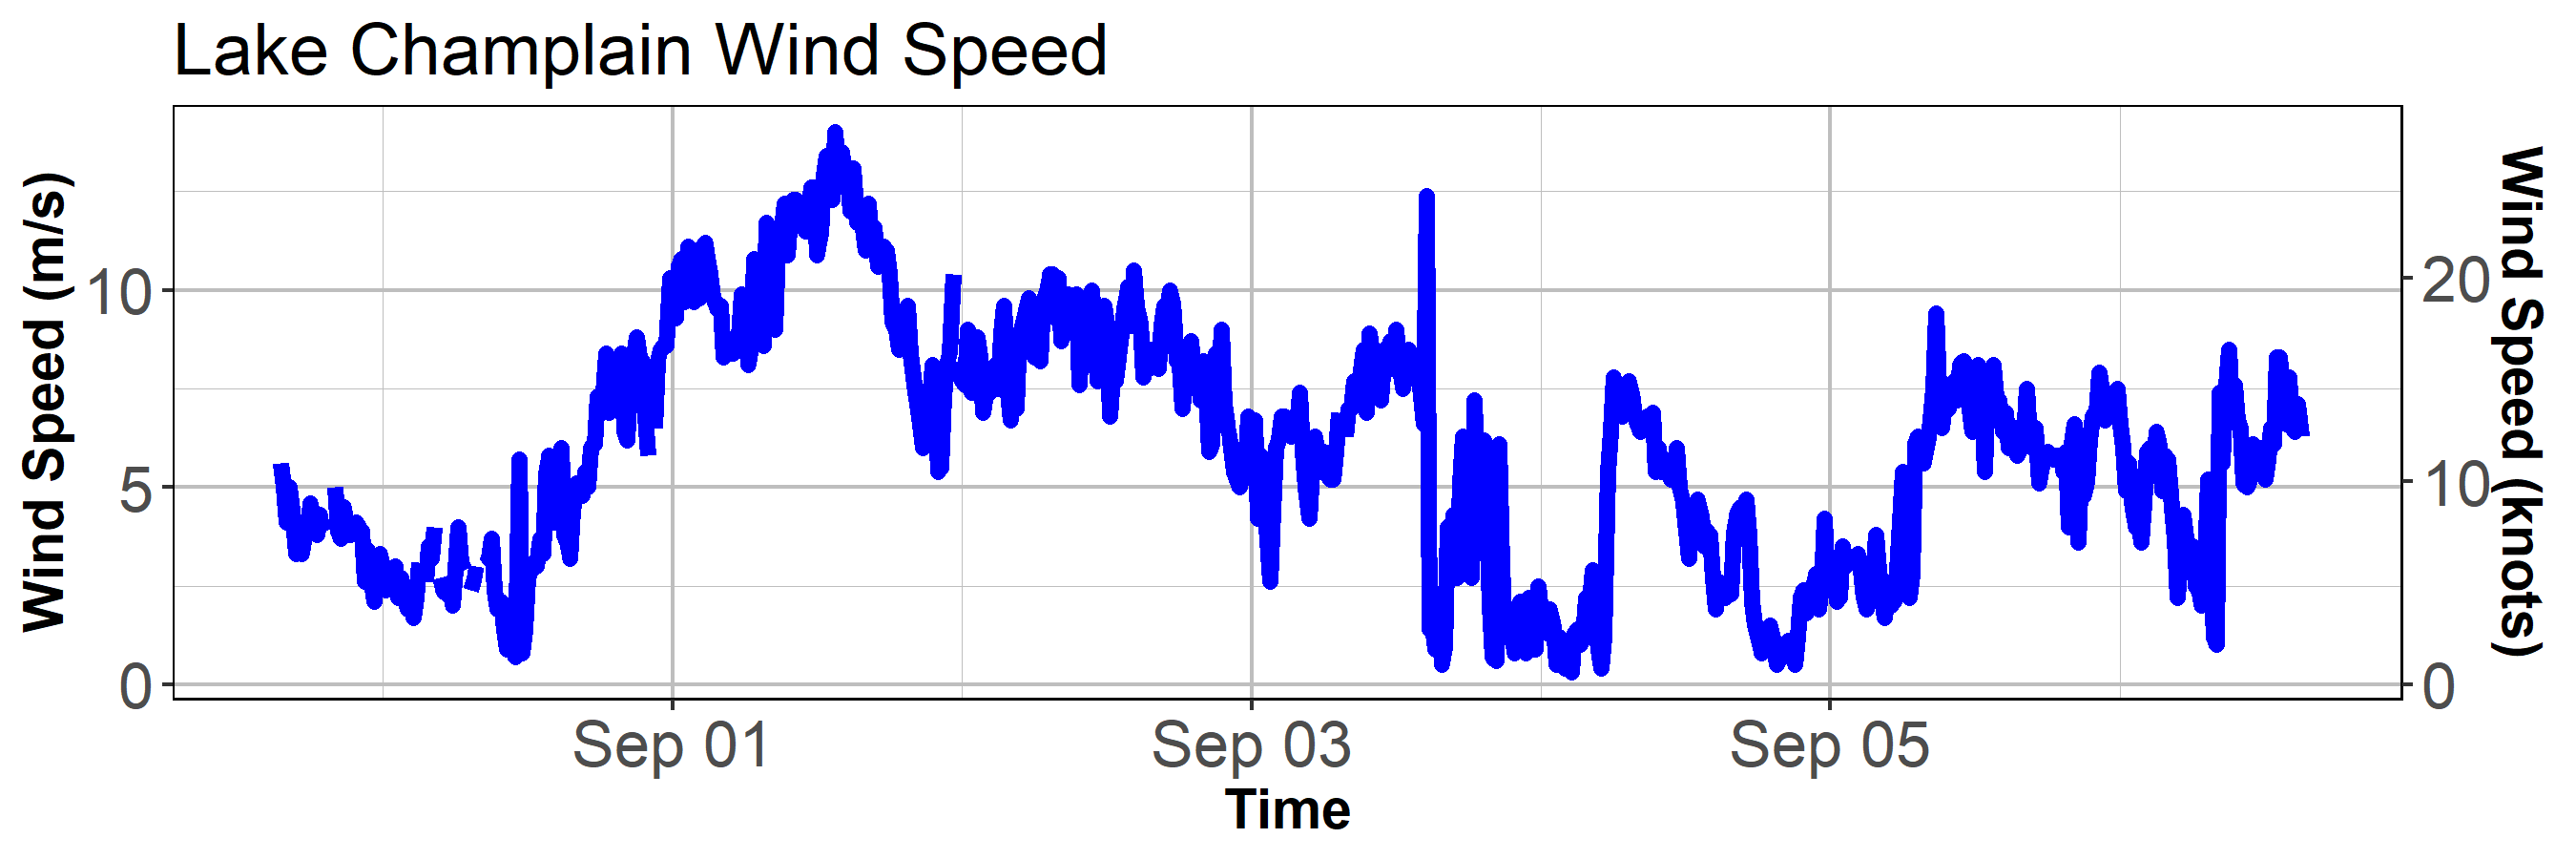 Lake Champlain Wind Speed
Wind Speed (m/s)
10
5
0
20
10
0
Wind Speed (knots)
Sep 01
Sep 03
Sep 05
Time